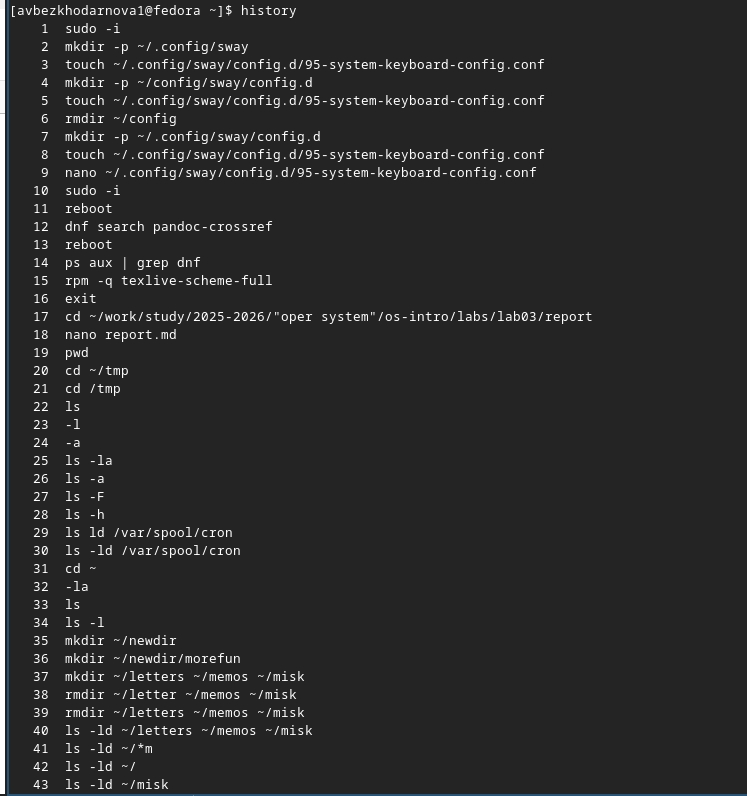 [avbezkhodarnova1@fedora ~]$ history
    1  sudo -i
    2  mkdir -p ~/.config/sway
    3  touch ~/.config/sway/config.d/95-system-keyboard-config.conf
    4  mkdir -p ~/config/sway/config.d
    5  touch ~/.config/sway/config.d/95-system-keyboard-config.conf
    6  rmdir ~/config
    7  mkdir -p ~/.config/sway/config.d
    8  touch ~/.config/sway/config.d/95-system-keyboard-config.conf
    9  nano ~/.config/sway/config.d/95-system-keyboard-config.conf
   10  sudo -i
   11  reboot
   12  dnf search pandoc-crossref
   13  reboot
   14  ps aux | grep dnf
   15  rpm -q texlive-scheme-full
   16  exit
   17  cd ~/work/study/2025-2026/"oper system"/os-intro/labs/lab03/report
   18  nano report.md
   19  pwd
   20  cd ~/tmp
   21  cd /tmp
   22  ls
   23  -l
   24  -a
   25  ls -la
   26  ls -a
   27  ls -F
   28  ls -h
   29  ls ld /var/spool/cron
   30  ls -ld /var/spool/cron
   31  cd ~
   32  -la
   33  ls
   34  ls -l
   35  mkdir ~/newdir
   36  mkdir ~/newdir/morefun
   37  mkdir ~/letters ~/memos ~/misk
   38  rmdir ~/letter ~/memos ~/misk
   39  rmdir ~/letters ~/memos ~/misk
   40  ls -ld ~/letters ~/memos ~/misk
   41  ls -ld ~/*m
   42  ls -ld ~/
   43  ls -ld ~/misk